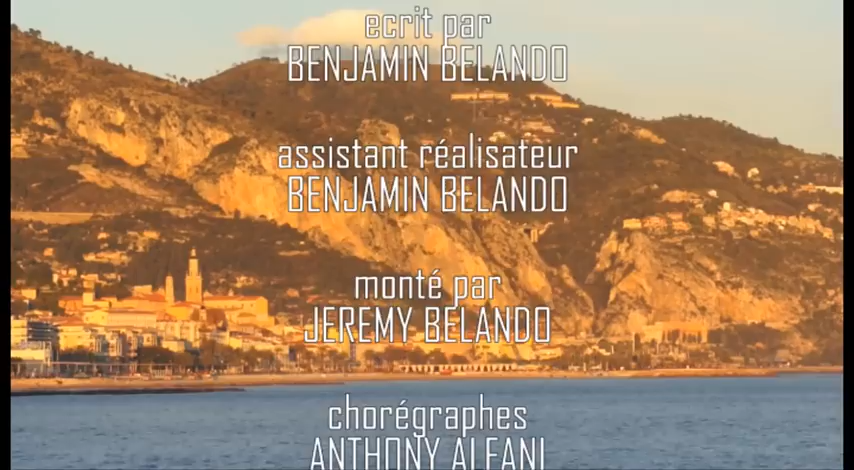 ecrit par
BENJAMIN BELANDO
assistant réalisateur
BENJAMIN BELANDO
monté par
JEREMY BELANDO
chorégraphes
ANTHONY ALFANI